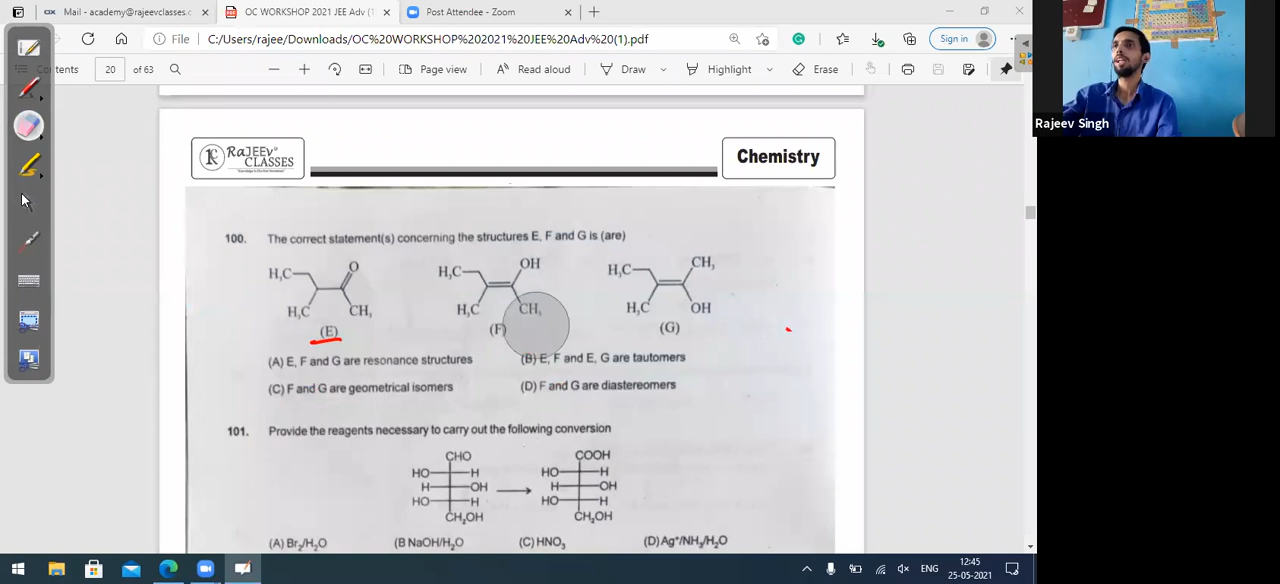 Mail - academy@rajeevclasses.c
OC WORKSHOP 2021 JEE Adv (1
Post Attendee - Zoom
File
C:/Users/rajee/Downloads/OC%20WORKSHOP%202021%20JEE%20Adv%20(1).pdf
Sign in
20 of 63
Page view
Read aloud
Draw
Highlight
Erase
Rajeev Singh
RAJEEV CLASSES
Chemistry
100. The correct statement(s) concerning the structures E, F and G is (are)
H₃C O H₃C CH₃ (E)
H₃C OH H₃C CH₃ (F)
H₃C CH₃ H₃C OH (G)
(A) E, F and G are resonance structures (B) E, F and E, G are tautomers
(C) F and G are geometrical isomers (D) F and G are diastereomers
101. Provide the reagents necessary to carry out the following conversion
CHO COOH
HO H HO H
H OH H OH
HO H HO H
CH₂OH CH₂OH
(A) Br₂/H₂O (B NaOH/H₂O (C) HNO₃ (D) Ag⁺/NH₃/H₂O
ENG
12:45
25-05-2021